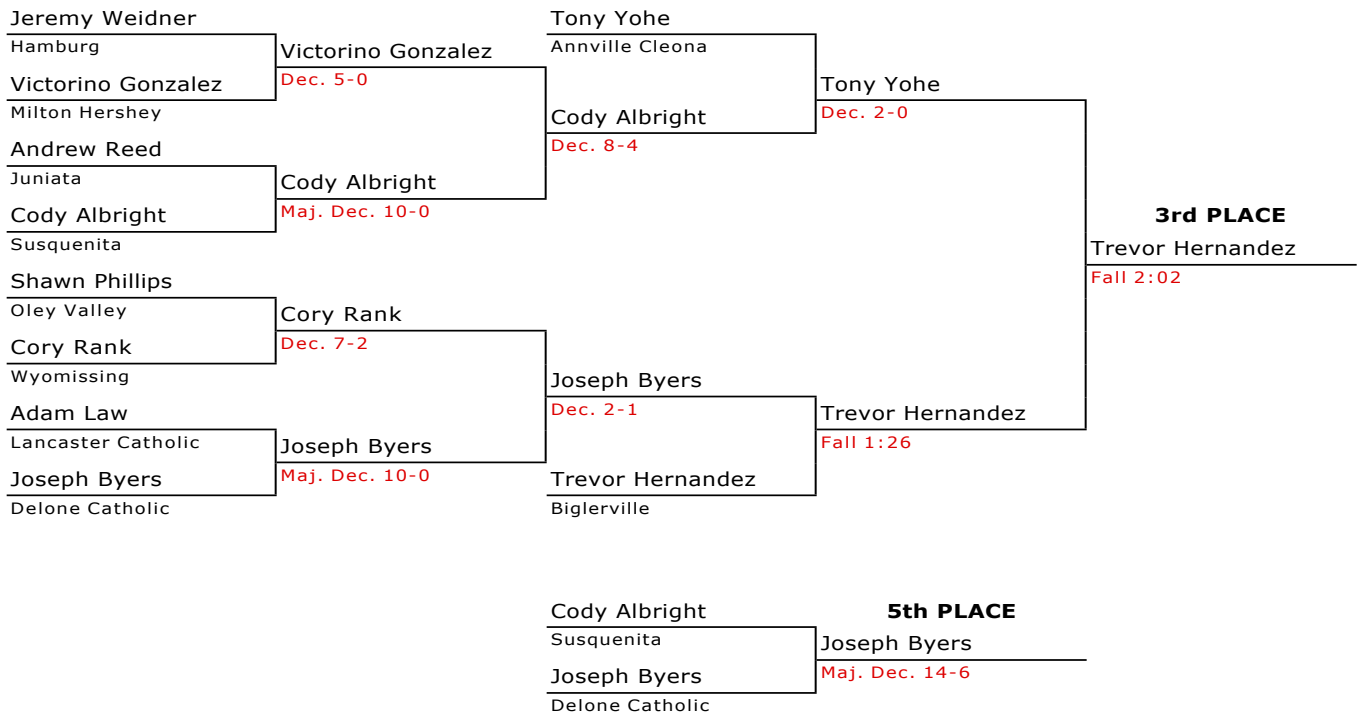 Jeremy Weidner
Hamburg
Victorino Gonzalez
Milton Hershey
Andrew Reed
Juniata
Cody Albright
Susquenita
Shawn Phillips
Oley Valley
Cory Rank
Wyomissing
Adam Law
Lancaster Catholic
Joseph Byers
Delone Catholic
Victorino Gonzalez
Dec. 5-0
Cody Albright
Maj. Dec. 10-0
Cory Rank
Dec. 7-2
Joseph Byers
Maj. Dec. 10-0
Tony Yohe
Annville Cleona
Cody Albright
Dec. 8-4
Joseph Byers
Dec. 2-1
Trevor Hernandez
Biglerville
Tony Yohe
Dec. 2-0
Trevor Hernandez
Fall 1:26
3rd PLACE
Trevor Hernandez
Fall 2:02
Cody Albright
Susquenita
Joseph Byers
Delone Catholic
5th PLACE
Joseph Byers
Maj. Dec. 14-6